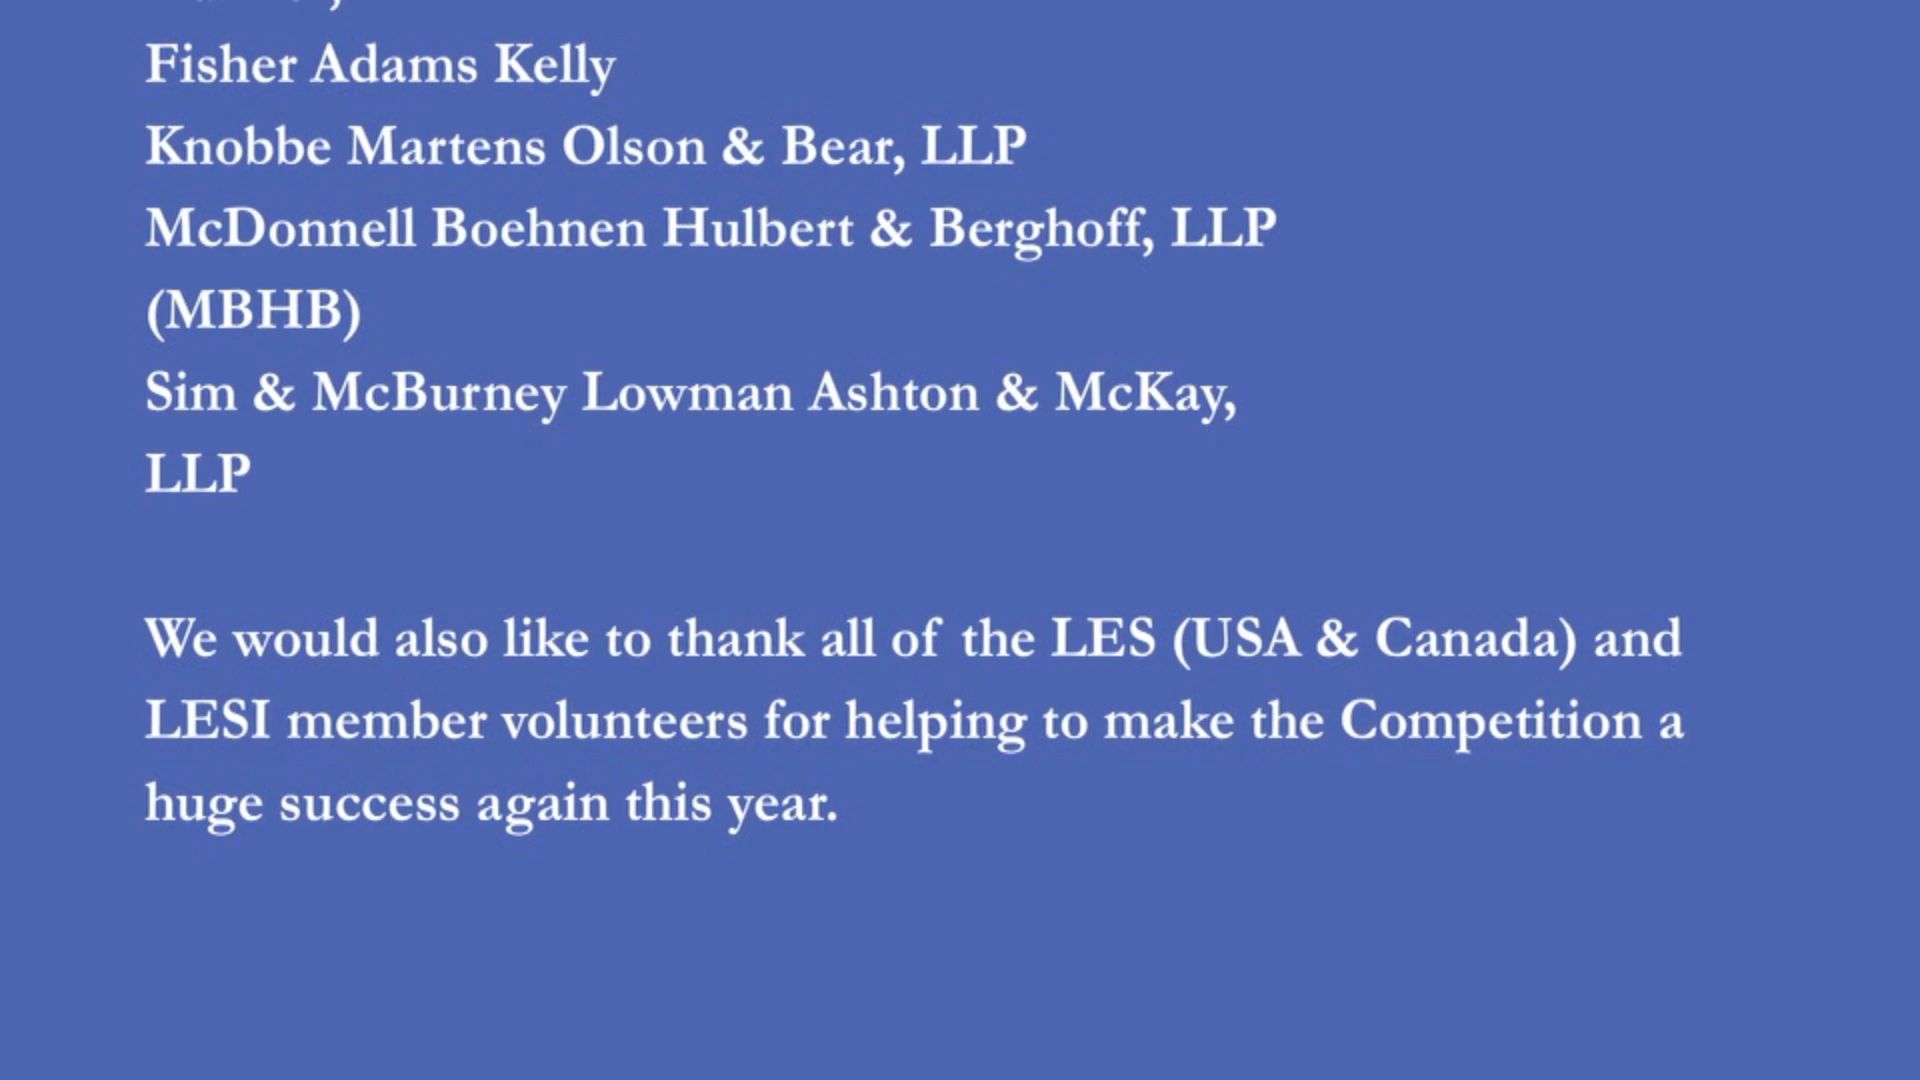 Fisher Adams Kelly
Knobbe Martens Olson & Bear, LLP
McDonnell Boehnen Hulbert & Berghoff, LLP
(MBHB)
Sim & McBurney Lowman Ashton & McKay,
LLP
We would also like to thank all of the LES (USA & Canada) and
LESI member volunteers for helping to make the Competition a
huge success again this year.